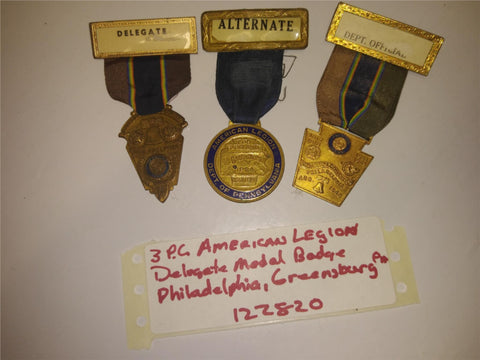 DELEGATE
ALTERNATE
DEPT. OFFICIAL
AMERICAN LEGION
DEPT OF PENNSYLVANIA
3 P.C. AMERICAN LEGION
Delegate Medal Badge
Philadelphia, Greensburg Pa
122820